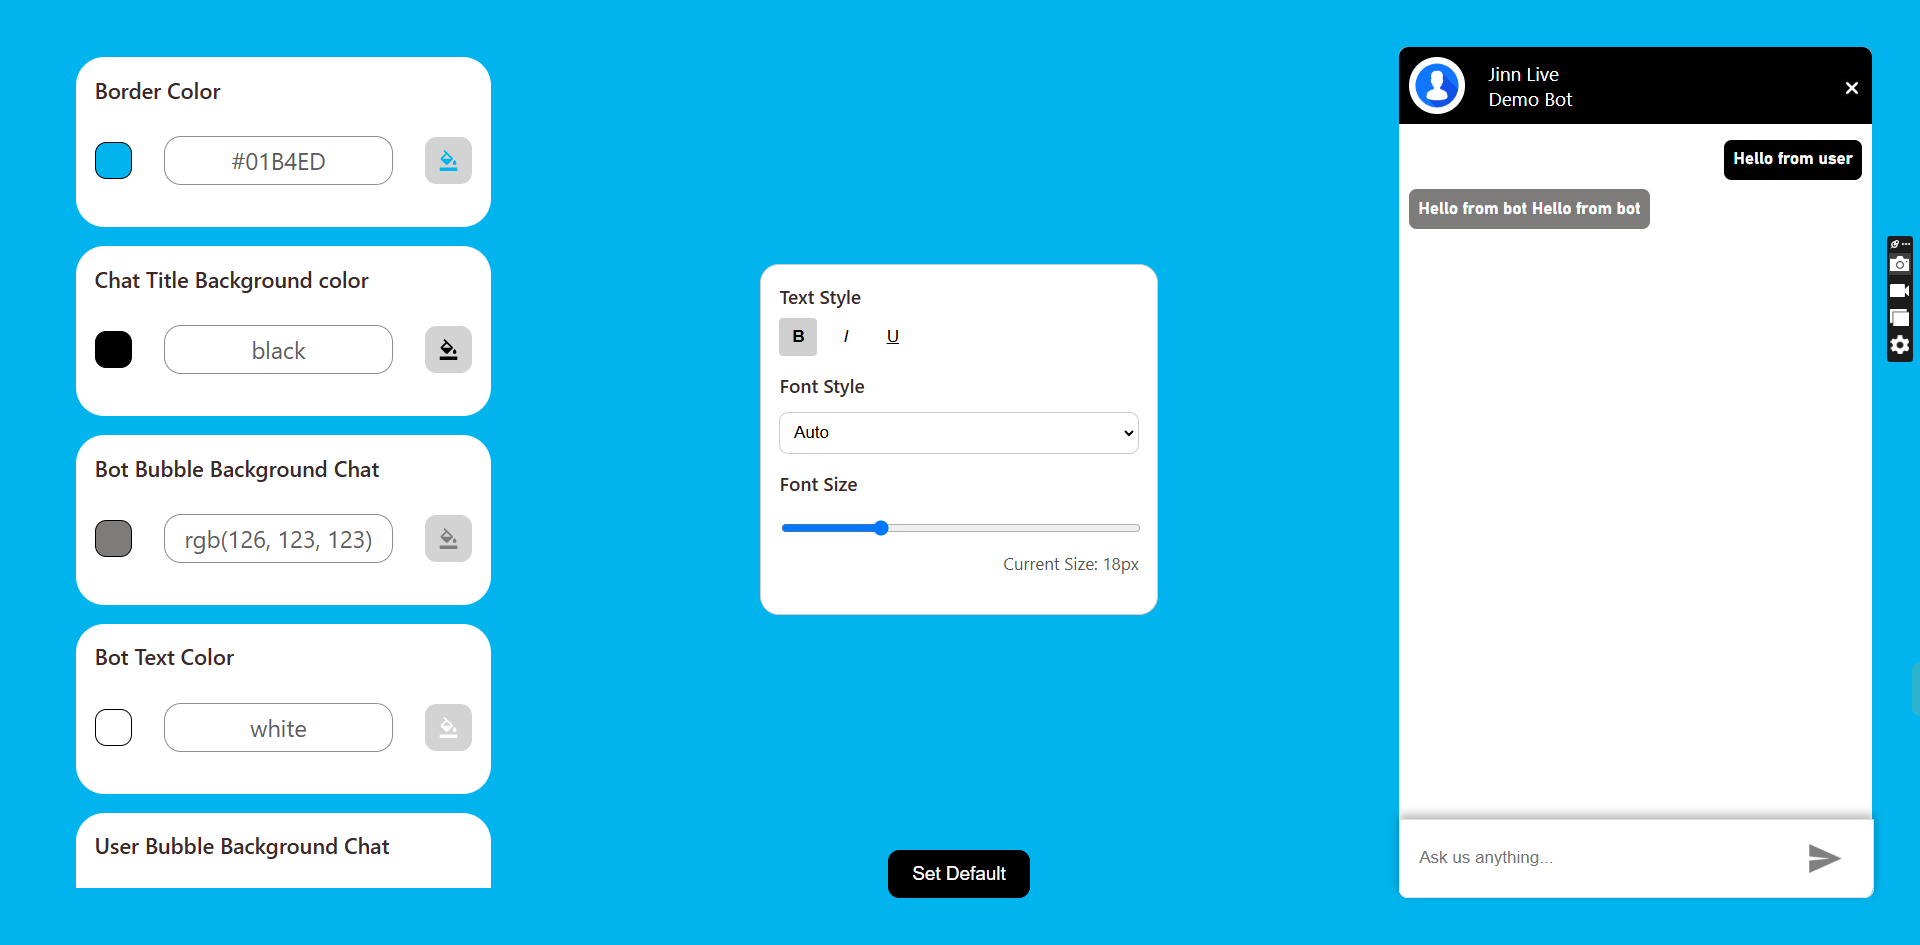 Border Color
#01B4ED
Chat Title Background color
black
Bot Bubble Background Chat
rgb(126, 123, 123)
Bot Text Color
white
User Bubble Background Chat
Text Style
B I U
Font Style
Auto
Font Size
Current Size: 18px
Set Default
Jinn Live
Demo Bot
Hello from user
Hello from bot Hello from bot
Ask us anything...